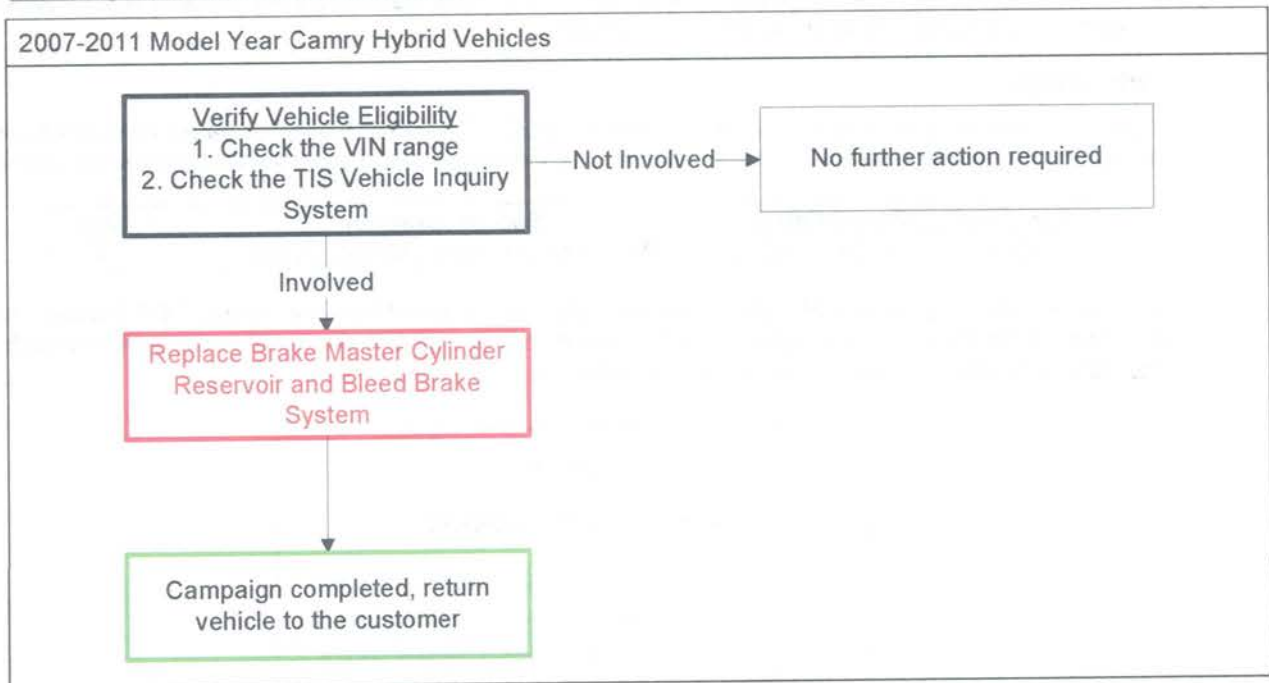 2007-2011 Model Year Camry Hybrid Vehicles
Verify Vehicle Eligibility
1. Check the VIN range
2. Check the TIS Vehicle Inquiry
System
Not Involved
No further action required
Involved
Replace Brake Master Cylinder
Reservoir and Bleed Brake
System
Campaign completed, return
vehicle to the customer